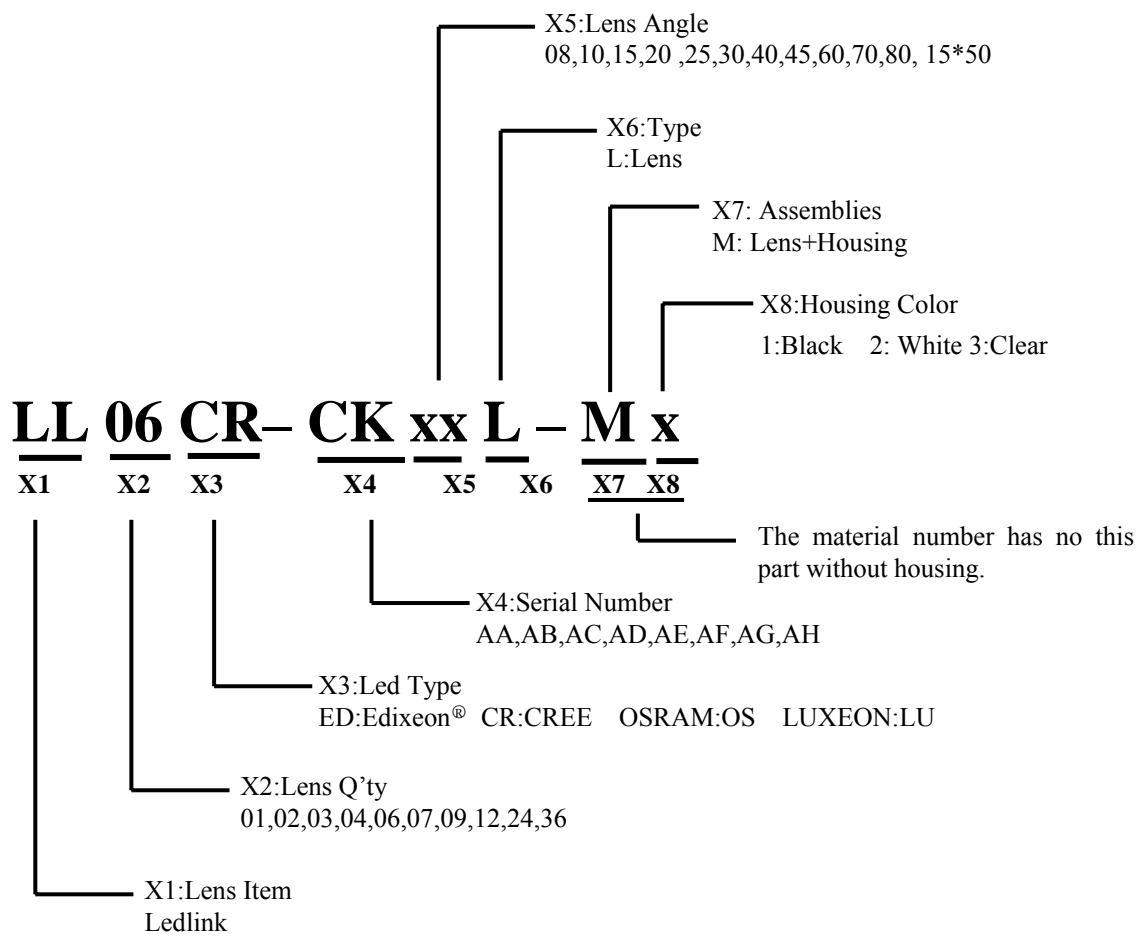 X5:Lens Angle
08,10,15,20 ,25,30,40,45,60,70,80, 15*50
X6:Type
L:Lens
X7: Assemblies
M: Lens+Housing
X8:Housing Color
1:Black 2: White 3:Clear
LL 06 CR– CK xx L – M x
X1 X2 X3 X4 X5 X6 X7 X8
The material number has no this
part without housing.
X4:Serial Number
AA,AB,AC,AD,AE,AF,AG,AH
X3:Led Type
ED:Edixeon® CR:CREE OSRAM:OS LUXEON:LU
X2:Lens Q’ty
01,02,03,04,06,07,09,12,24,36
X1:Lens Item
Ledlink